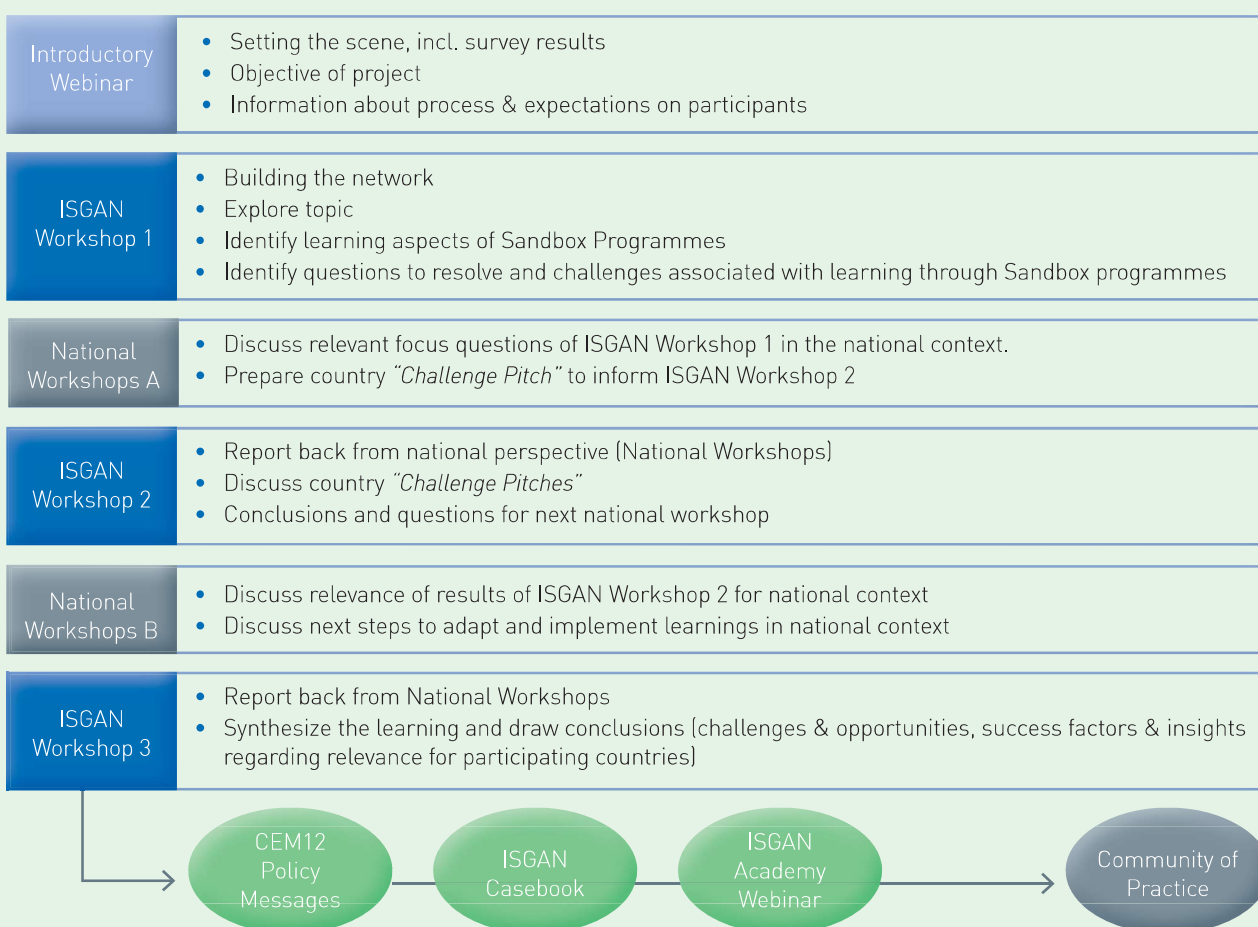 Introductory
Webinar
• Setting the scene, incl. survey results
• Objective of project
• Information about process & expectations on participants
ISGAN
Workshop 1
• Building the network
• Explore topic
• Identify learning aspects of Sandbox Programmes
• Identify questions to resolve and challenges associated with learning through Sandbox programmes
National
Workshops A
• Discuss relevant focus questions of ISGAN Workshop 1 in the national context.
• Prepare country “Challenge Pitch” to inform ISGAN Workshop 2
ISGAN
Workshop 2
• Report back from national perspective (National Workshops)
• Discuss country “Challenge Pitches”
• Conclusions and questions for next national workshop
National
Workshops B
• Discuss relevance of results of ISGAN Workshop 2 for national context
• Discuss next steps to adapt and implement learnings in national context
ISGAN
Workshop 3
• Report back from National Workshops
• Synthesize the learning and draw conclusions (challenges & opportunities, success factors & insights
regarding relevance for participating countries)
CEM12
Policy
Messages
ISGAN
Casebook
ISGAN
Academy
Webinar
Community of
Practice